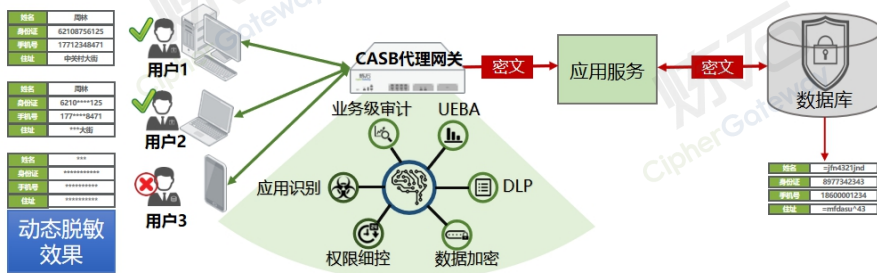 姓名 周林
身份证 62108756125
手机号 17712348471
住址 中关村大街
用户1
姓名 周林
身份证 6210****125
手机号 177****8471
住址 ***大街
用户2
姓名 ***
身份证 ***********
手机号 **********
住址 **********
用户3
动态脱敏
效果
CASB代理网关
密文
应用服务
密文
数据库
业务级审计
UEBA
应用识别
DLP
权限细控
数据加密
姓名 =jfn4321jnd
身份证 8977342343
手机号 18600001234
住址 =mfdasu^43
炼石
CipherGateway